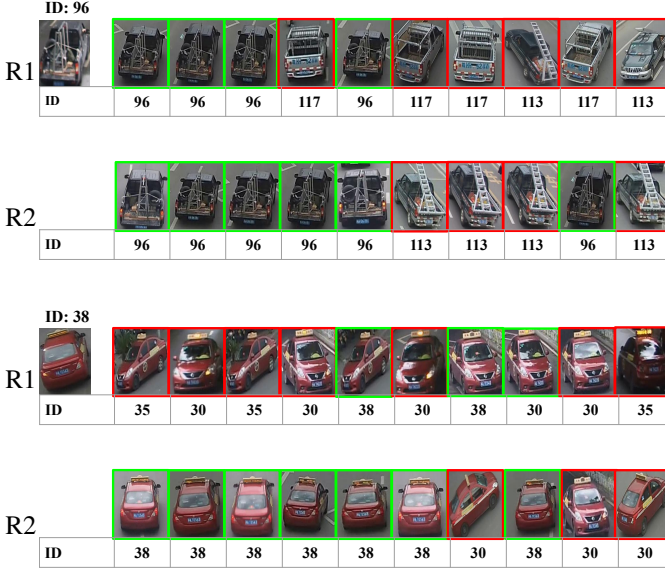 ID: 96
R1
ID 96 96 96 117 96 117 117 113 117 113
R2
ID 96 96 96 96 96 113 113 113 96 113
ID: 38
R1
ID 35 30 35 30 38 30 38 30 30 35
R2
ID 38 38 38 38 38 38 30 38 30 30